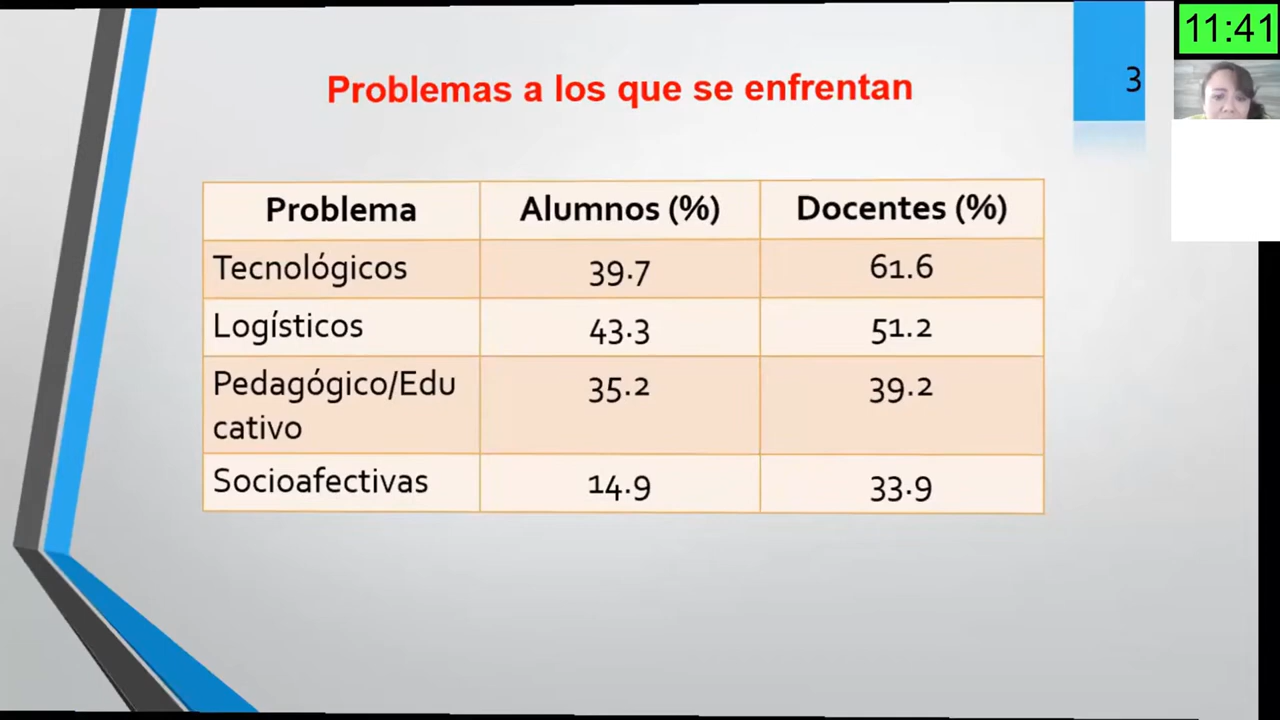 11:41
3
Problemas a los que se enfrentan
Problema Alumnos (%) Docentes (%)
Tecnológicos 39.7 61.6
Logísticos 43.3 51.2
Pedagógico/Edu 35.2 39.2
cativo
Socioafectivas 14.9 33.9